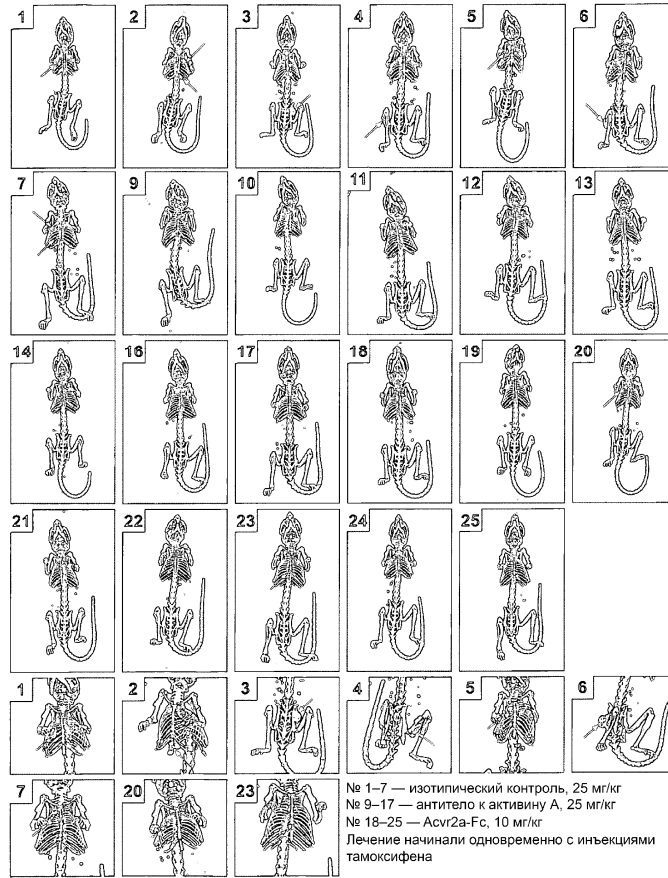 1 2 3 4 5 6
7 9 10 11 12 13
14 16 17 18 19 20
21 22 23 24 25
1 2 3 4 5 6
7 20 23
№ 1–7 — изотипический контроль, 25 мг/кг
№ 9–17 — антитело к активину А, 25 мг/кг
№ 18–25 — Acvr2a-Fc, 10 мг/кг
Лечение начинали одновременно с инъекциями
тамоксифена